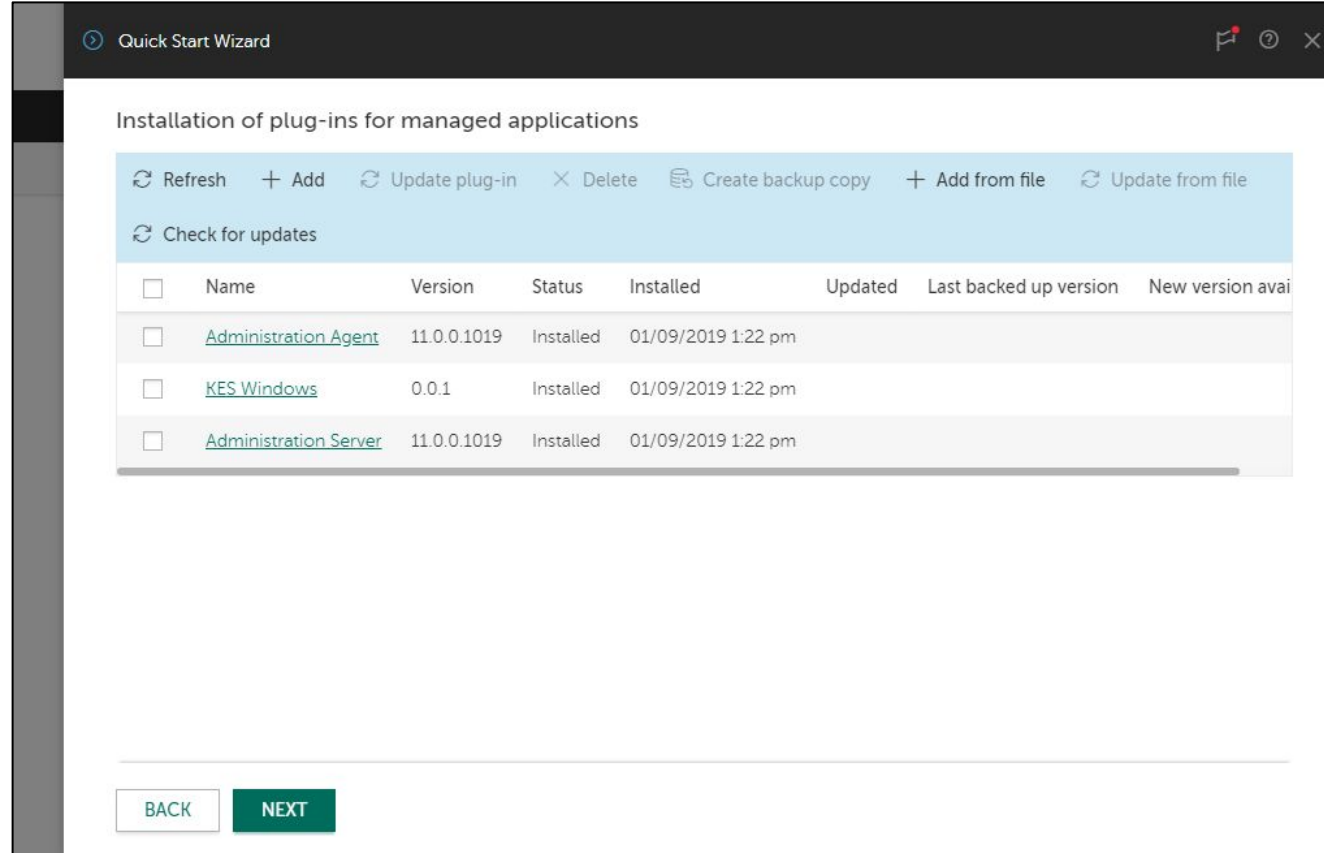 Quick Start Wizard
Installation of plug-ins for managed applications
Refresh Add Update plug-in Delete Create backup copy Add from file Update from file
Check for updates
Name Version Status Installed Updated Last backed up version New version avai
Administration Agent 11.0.0.1019 Installed 01/09/2019 1:22 pm
KES Windows 0.0.1 Installed 01/09/2019 1:22 pm
Administration Server 11.0.0.1019 Installed 01/09/2019 1:22 pm
BACK NEXT